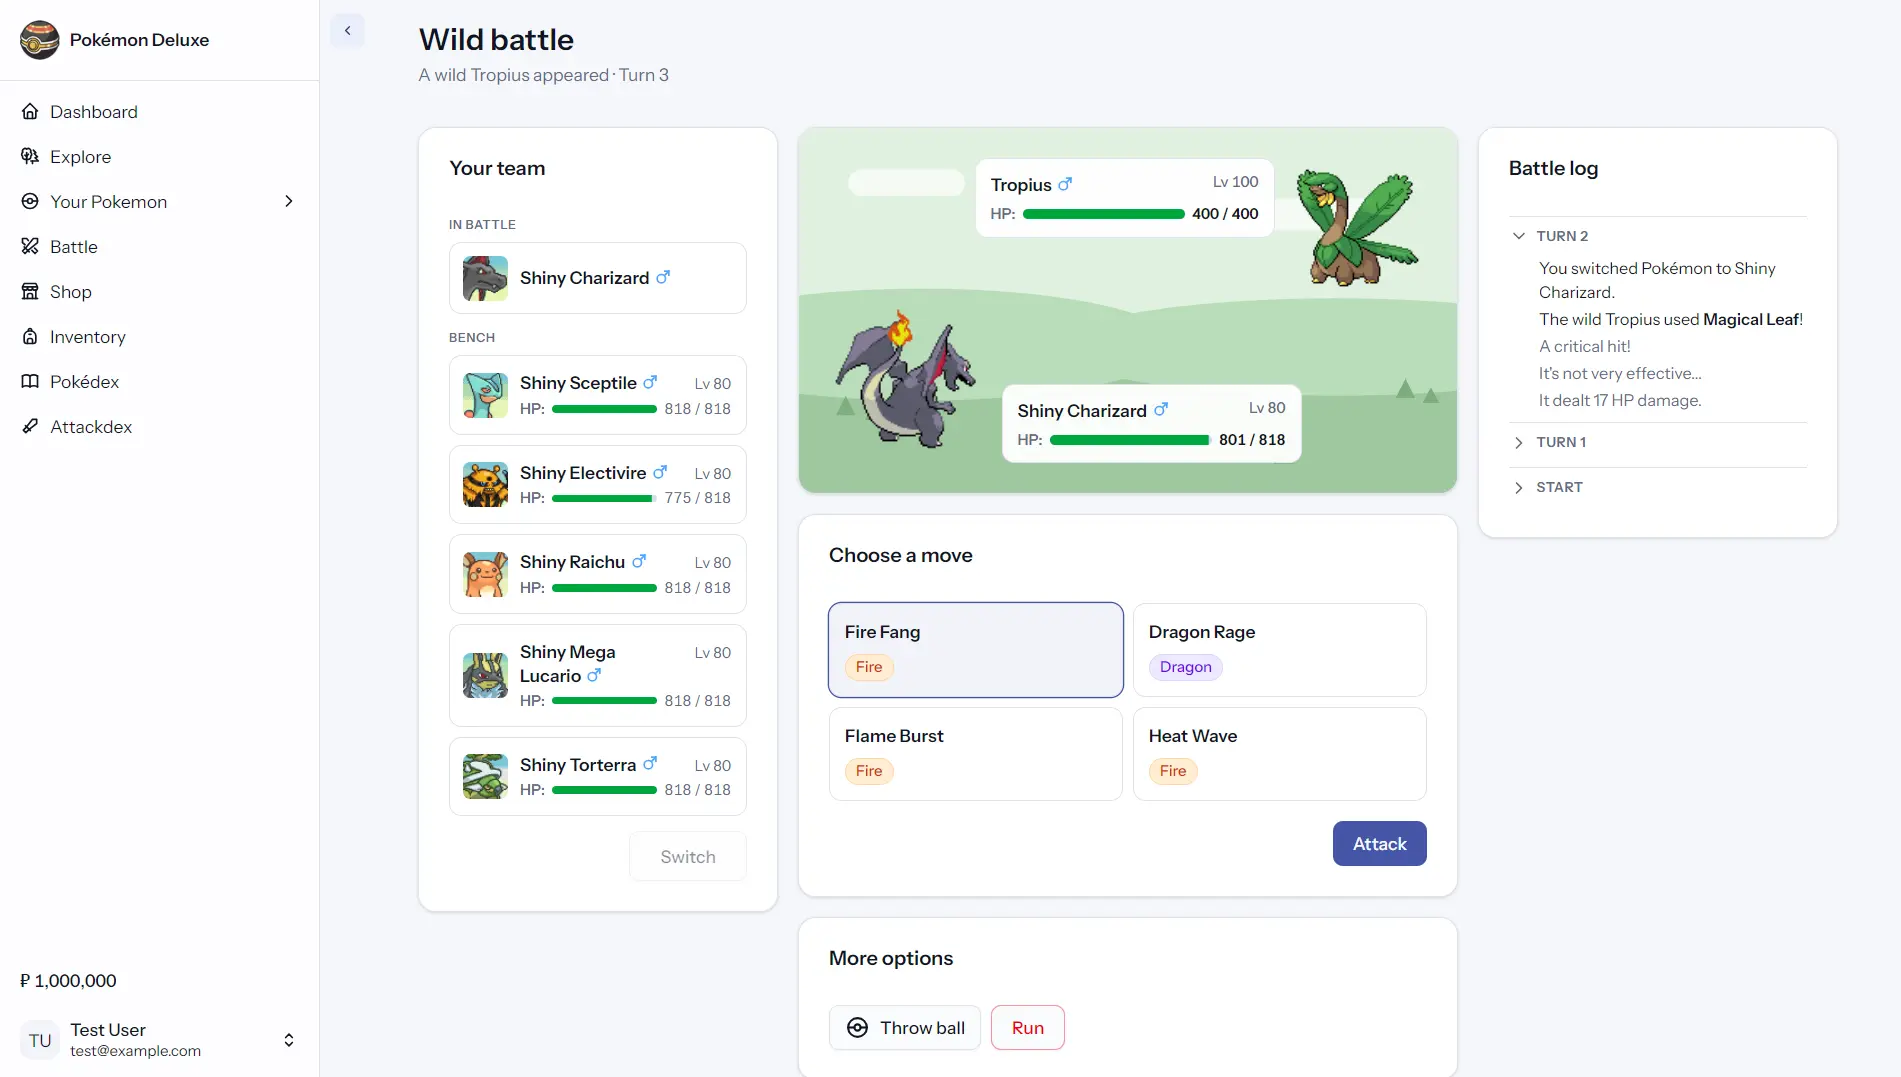 Pokémon Deluxe
Dashboard
Explore
Your Pokemon
Battle
Shop
Inventory
Pokédex
Attackdex
₽ 1,000,000
TU
Test User
test@example.com
Wild battle
A wild Tropius appeared · Turn 3
Your team
IN BATTLE
Shiny Charizard ♂
BENCH
Shiny Sceptile ♂ Lv 80
HP: 818 / 818
Shiny Electivire ♂ Lv 80
HP: 775 / 818
Shiny Raichu ♂ Lv 80
HP: 818 / 818
Shiny Mega Lv 80
Lucario ♂
HP: 818 / 818
Shiny Torterra ♂ Lv 80
HP: 818 / 818
Switch
Tropius ♂ Lv 100
HP: 400 / 400
Shiny Charizard ♂ Lv 80
HP: 801 / 818
Choose a move
Fire Fang
Fire
Dragon Rage
Dragon
Flame Burst
Fire
Heat Wave
Fire
Attack
More options
Throw ball
Run
Battle log
TURN 2
You switched Pokémon to Shiny
Charizard.
The wild Tropius used Magical Leaf!
A critical hit!
It's not very effective...
It dealt 17 HP damage.
TURN 1
START